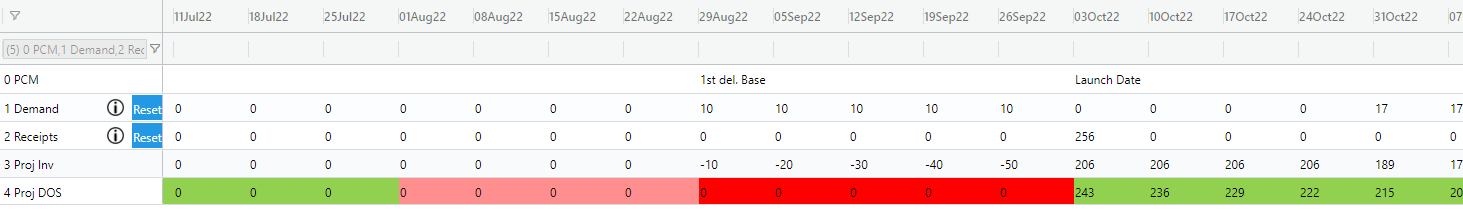 11Jul22 18Jul22 25Jul22 01Aug22 08Aug22 15Aug22 22Aug22 29Aug22 05Sep22 12Sep22 19Sep22 26Sep22 03Oct22 10Oct22 17Oct22 24Oct22 31Oct22 07
(5) 0 PCM,1 Demand,2 Rec
0 PCM 1st del. Base Launch Date
1 Demand Reset 0 0 0 0 0 0 0 10 10 10 10 10 0 0 0 0 17 17
2 Receipts Reset 0 0 0 0 0 0 0 0 0 0 0 0 256 0 0 0 0 0
3 Proj Inv 0 0 0 0 0 0 0 -10 -20 -30 -40 -50 206 206 206 206 189 17
4 Proj DOS 0 0 0 0 0 0 0 0 0 0 0 0 243 236 229 222 215 20